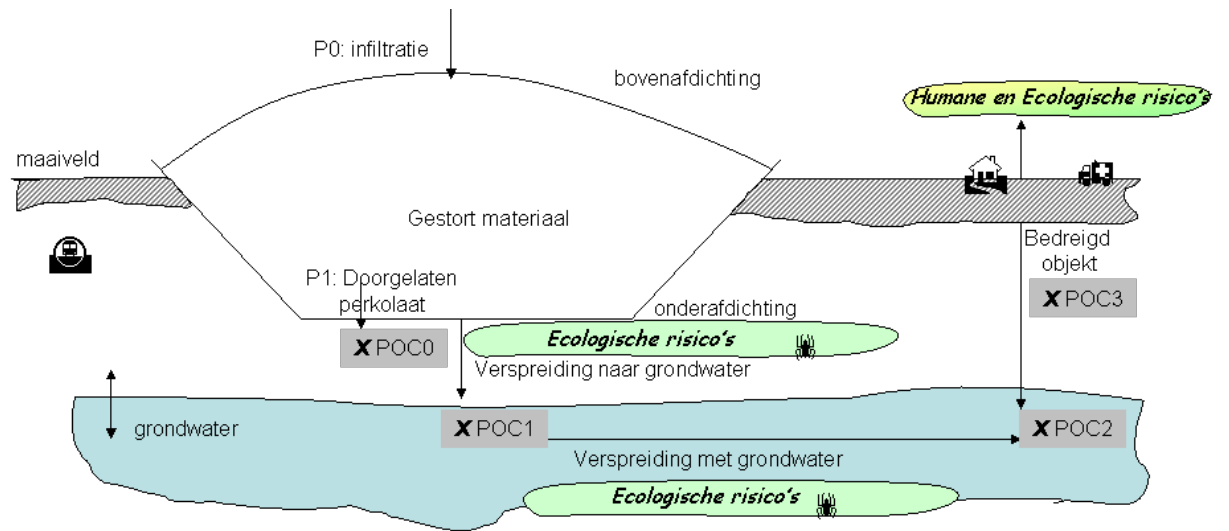 P0: infiltratie
bovenafdichting
Humane en Ecologische risico's
maaiveld
Gestort materiaal
Bedreigd
objekt
P1: Doorgelaten
perkolaat
X POC3
onderafdichting
X POC0
Ecologische risico's
Verspreiding naar grondwater
grondwater
X POC1
X POC2
Verspreiding met grondwater
Ecologische risico's